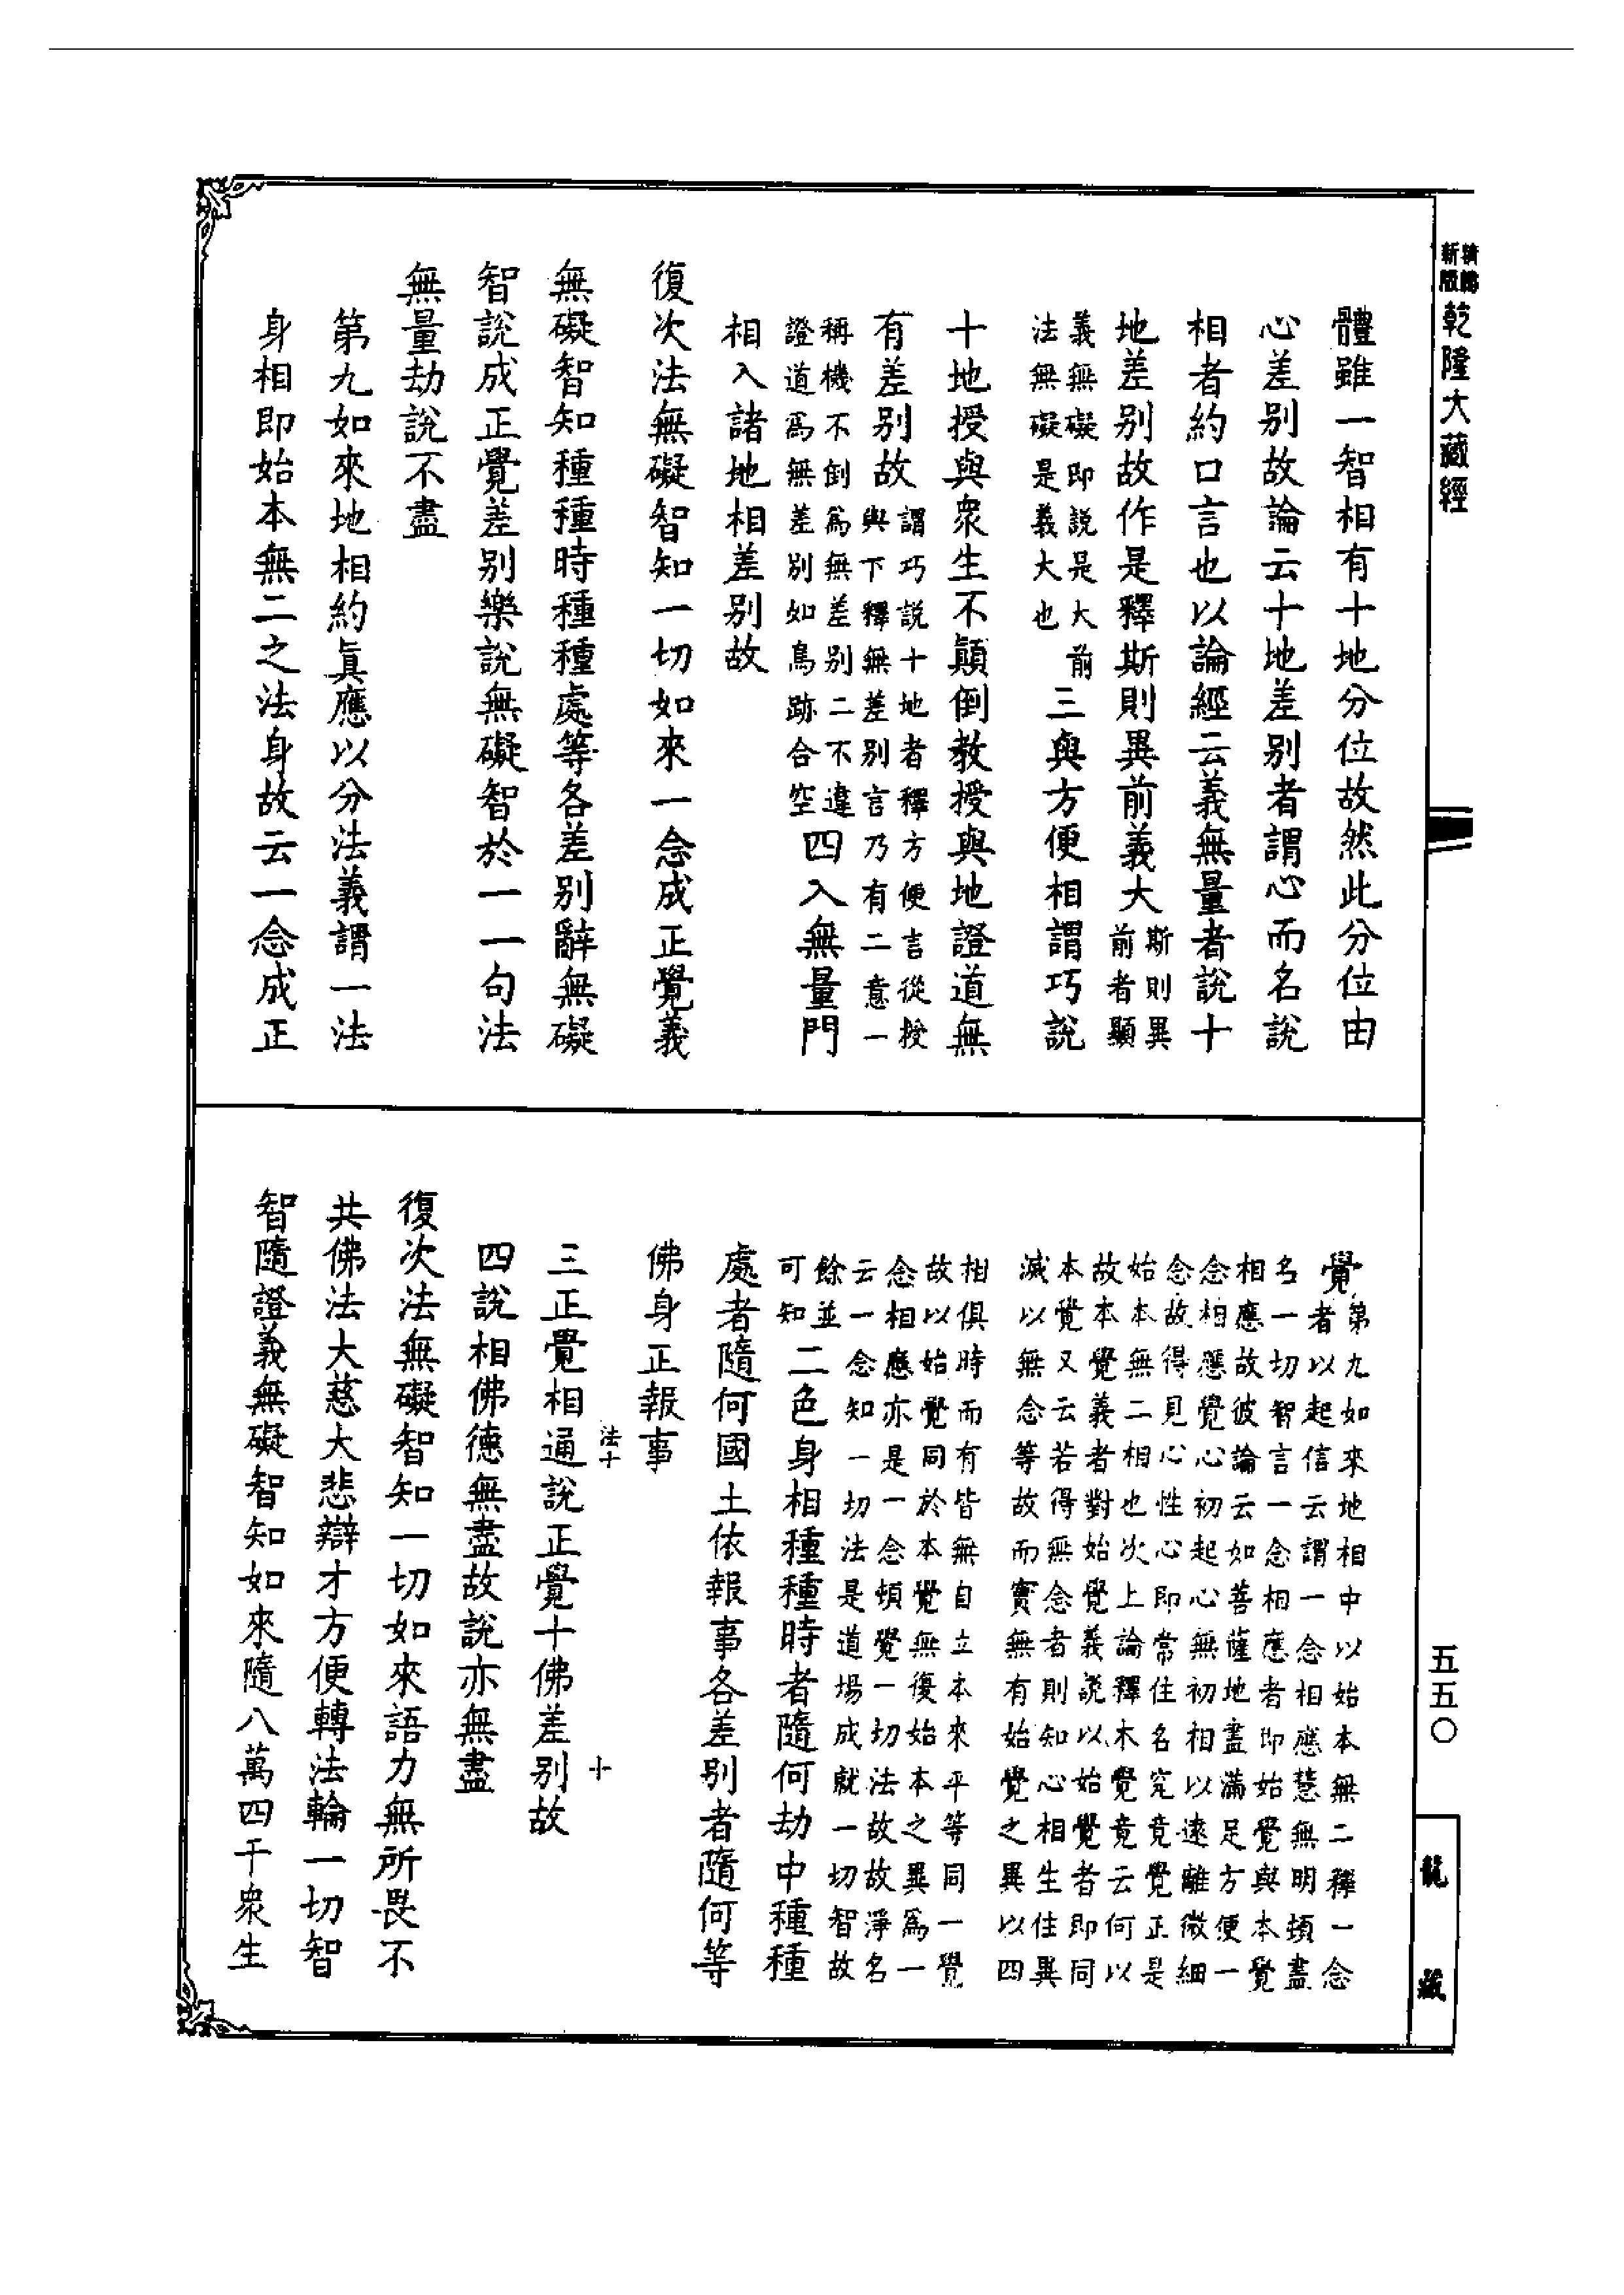 新編縮版乾隆大藏經
體雖一智相有十地分位故然此分位由
心差別故論云十地差別者謂心而名說
相者約口言也以論經云義無量者說十
地差別故作是釋斯則異前義大斯則異
前者顯
義無礙即說是大前
法無礙是義大也三與方便相謂巧說
十地授與衆生不顛倒教授與地證道無
有差別故謂巧說十地者釋方便言從授
與下釋無差別言乃有二意一
稱機不倒爲無差別二不違
證道爲無差別如鳥跡合空四入無量門
相入諸地相差別故
復次法無礙智知一切如來一念成正覺義
無礙智知種種時種種處等各差別辭無礙
智說成正覺差別樂說無礙智於一一句法
無量劫說不盡
第九如來地相約眞應以分法義謂一法
身相即始本無二之法身故云一念成正
覺第九如來地相中以始本無二釋一念
者以起信云謂一念相應慧無明頓盡
名一切智言一念相應者即始覺與本覺
相應故彼論云如菩薩地盡滿足方便一
念相應覺心初起心無初相以遠離微細
念故得見心性心即常住名究竟覺正是
始本無二相也次上論釋本覺竟云何以
故本覺義者對始覺義說以始覺者即同
本覺又云若得無念者則知心相生住異
滅以無念等故而實無有始覺之異以四
相俱時而有皆無自立本來平等同一覺
故以始覺同於本覺無復始本之異爲一
念相應亦是一念頓覺一切法故故淨名
云一念知一切法是道場成就一切智故
餘並
可知二色身相種種時者隨何劫中種種
處者隨何國土依報事各差別者隨何等
佛身正報事
法十 十
三正覺相通說正覺十佛差別故
四說相佛德無盡故說亦無盡
復次法無礙智知一切如來語力無所畏不
共佛法大慈大悲辯才方便轉法輪一切智
智隨證義無礙智知如來隨八萬四千衆生
五五〇
龍藏